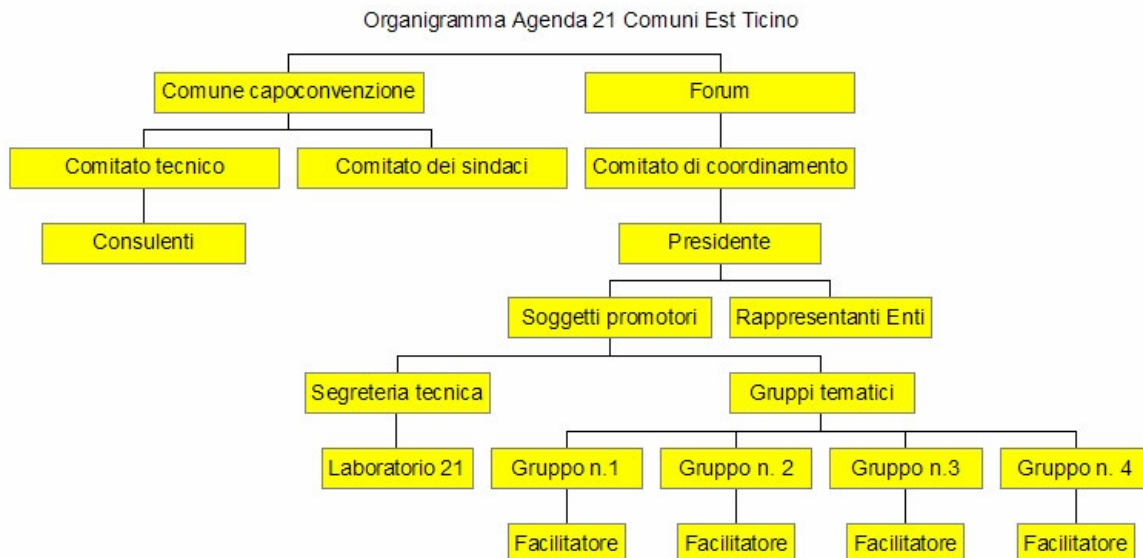 Organigramma Agenda 21 Comuni Est Ticino
Comune capoconvenzione
Forum
Comitato tecnico
Comitato dei sindaci
Comitato di coordinamento
Consulenti
Presidente
Soggetti promotori
Rappresentanti Enti
Segreteria tecnica
Gruppi tematici
Laboratorio 21
Gruppo n.1
Gruppo n. 2
Gruppo n.3
Gruppo n. 4
Facilitatore
Facilitatore
Facilitatore
Facilitatore